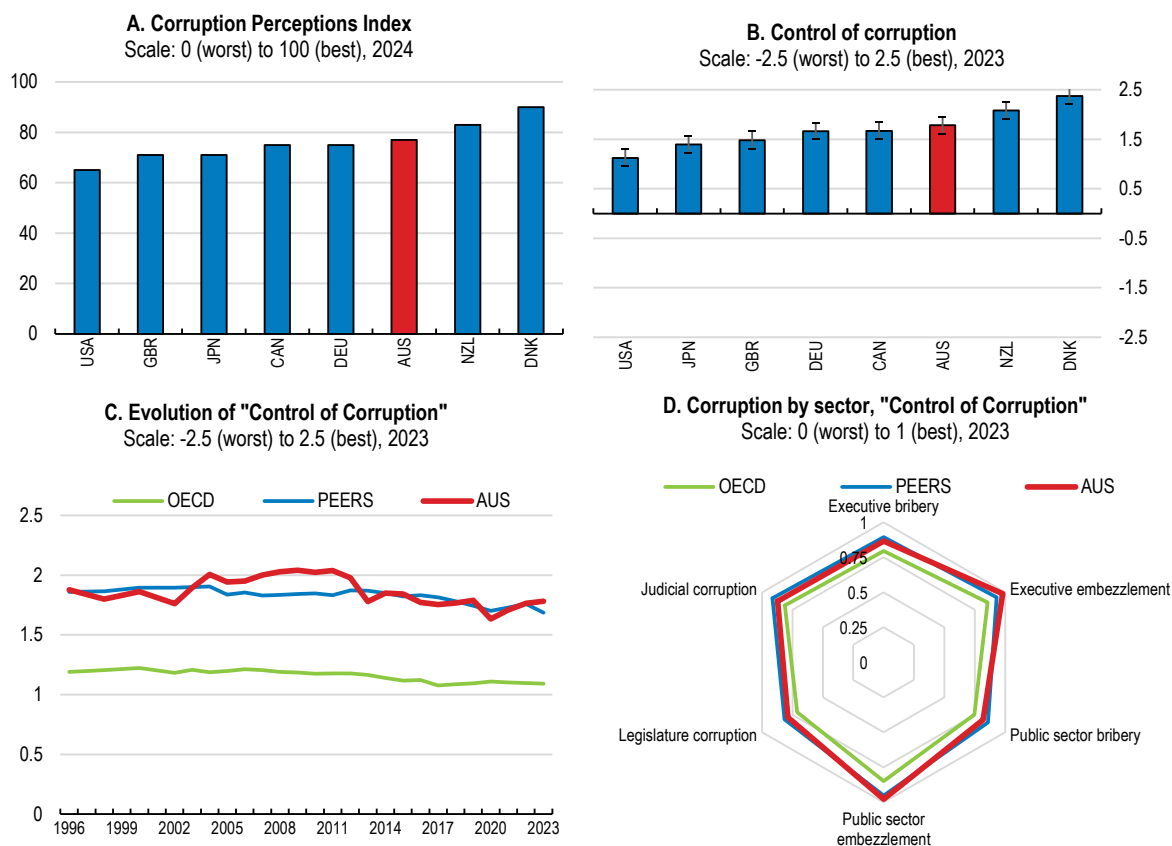 A. Corruption Perceptions Index
Scale: 0 (worst) to 100 (best), 2024
100
80
60
40
20
0
USA
GBR
JPN
CAN
DEU
AUS
NZL
DNK
B. Control of corruption
Scale: -2.5 (worst) to 2.5 (best), 2023
2.5
1.5
0.5
-0.5
-1.5
-2.5
USA
JPN
GBR
DEU
CAN
AUS
NZL
DNK
C. Evolution of "Control of Corruption"
Scale: -2.5 (worst) to 2.5 (best), 2023
OECD PEERS AUS
2.5
2
1.5
1
0.5
0
1996 1999 2002 2005 2008 2011 2014 2017 2020 2023
D. Corruption by sector, "Control of Corruption"
Scale: 0 (worst) to 1 (best), 2023
OECD PEERS AUS
Executive bribery
1
0.75
0.5
0.25
0
Executive embezzlement
Public sector bribery
Public sector
embezzlement
Legislature corruption
Judicial corruption